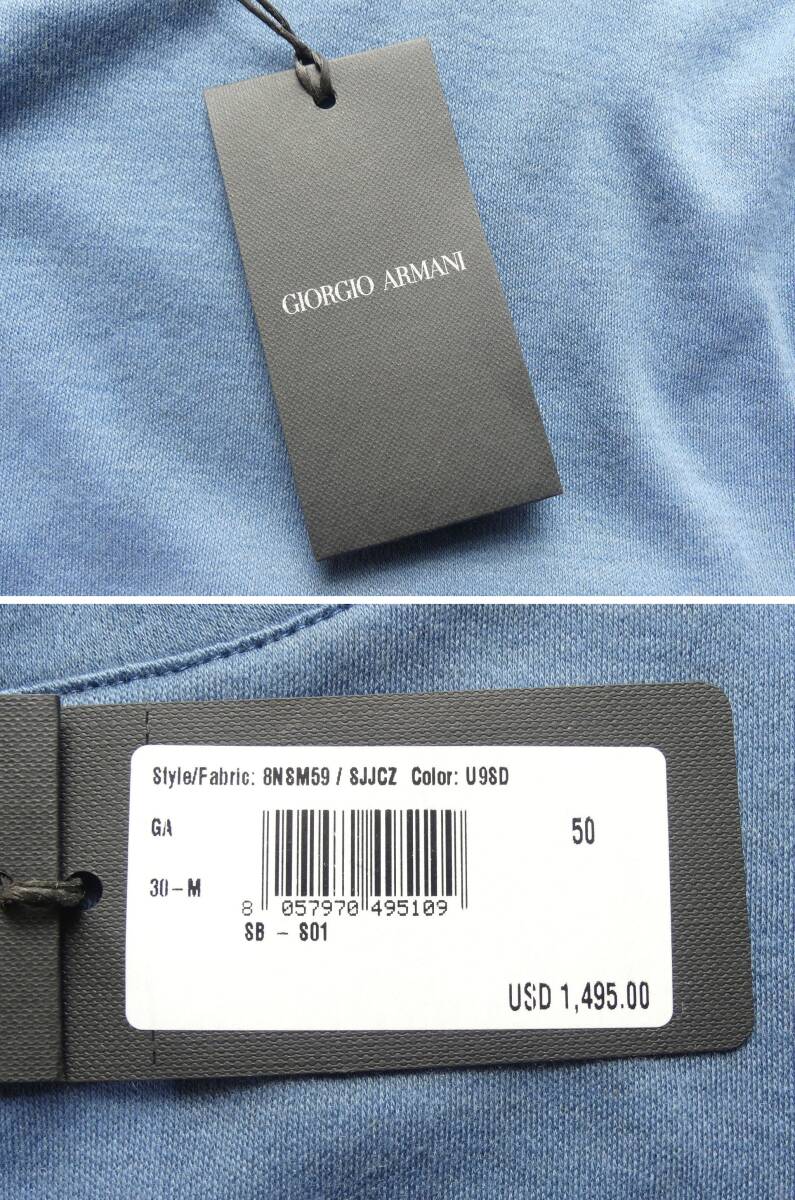 GIORGIO ARMANI
Style/Fabric: 8NSM59 / SJJCZ Color: U9SD
GA
50
30-M
8 057970 495109
SB - S01
USD 1,495.00